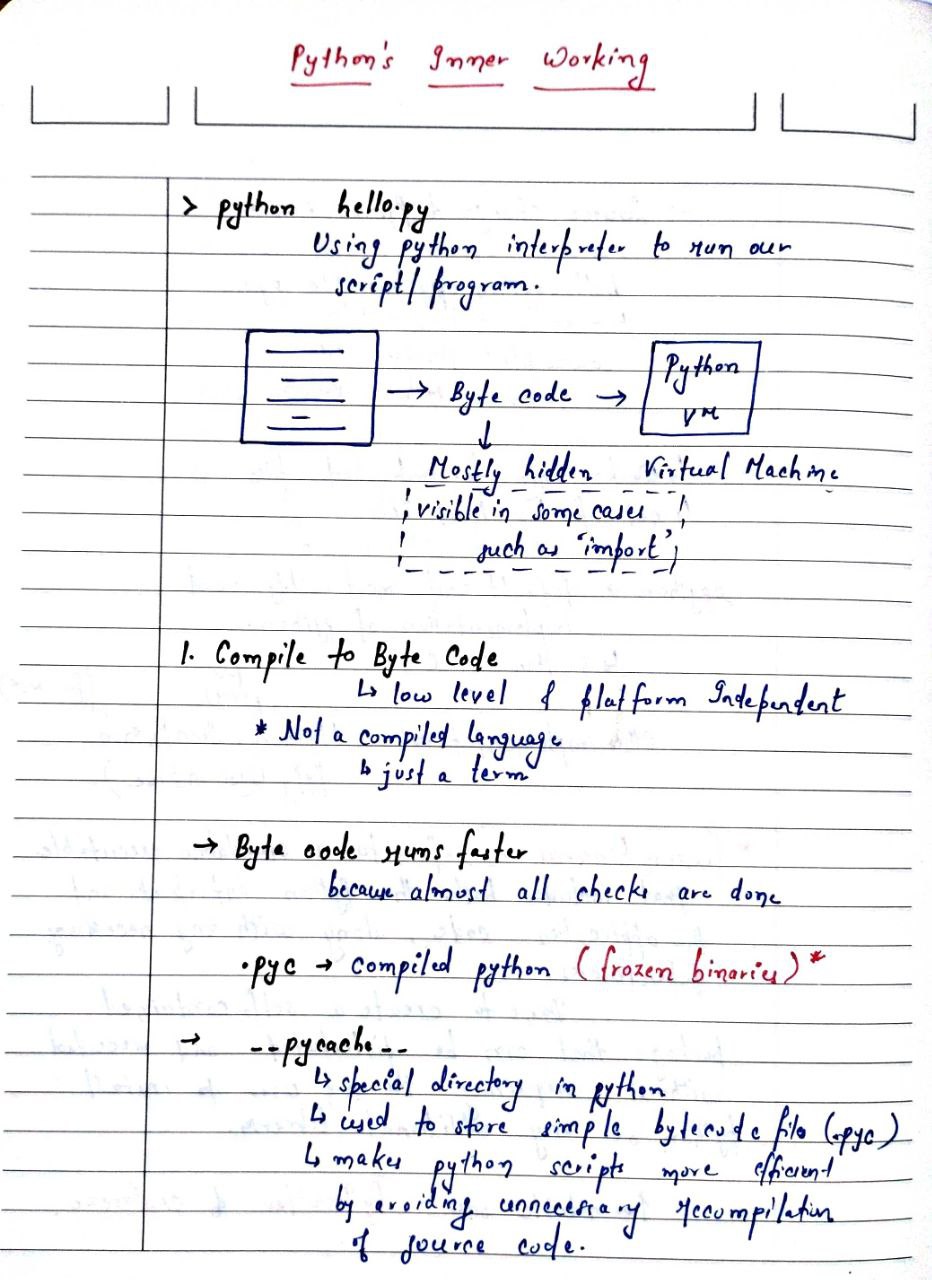 Python's Inner Working
> python hello.py
Using python interpreter to run our
script/ program.
→ Byte code → Python
VM
↓
Mostly hidden Virtual Machine
visible in some cases
such as 'import'
1. Compile to Byte Code
↳ low level & platform Independent
* Not a compiled language
↳ just a term
→ Byte code runs faster
because almost all checks are done
.pyc → compiled python (frozen binaries)*
→ --pycache--
↳ special directory in python
↳ used to store simple bytecode file (.pyc)
↳ makes python scripts more efficient
by avoiding unnecessary recompilation
of source code.